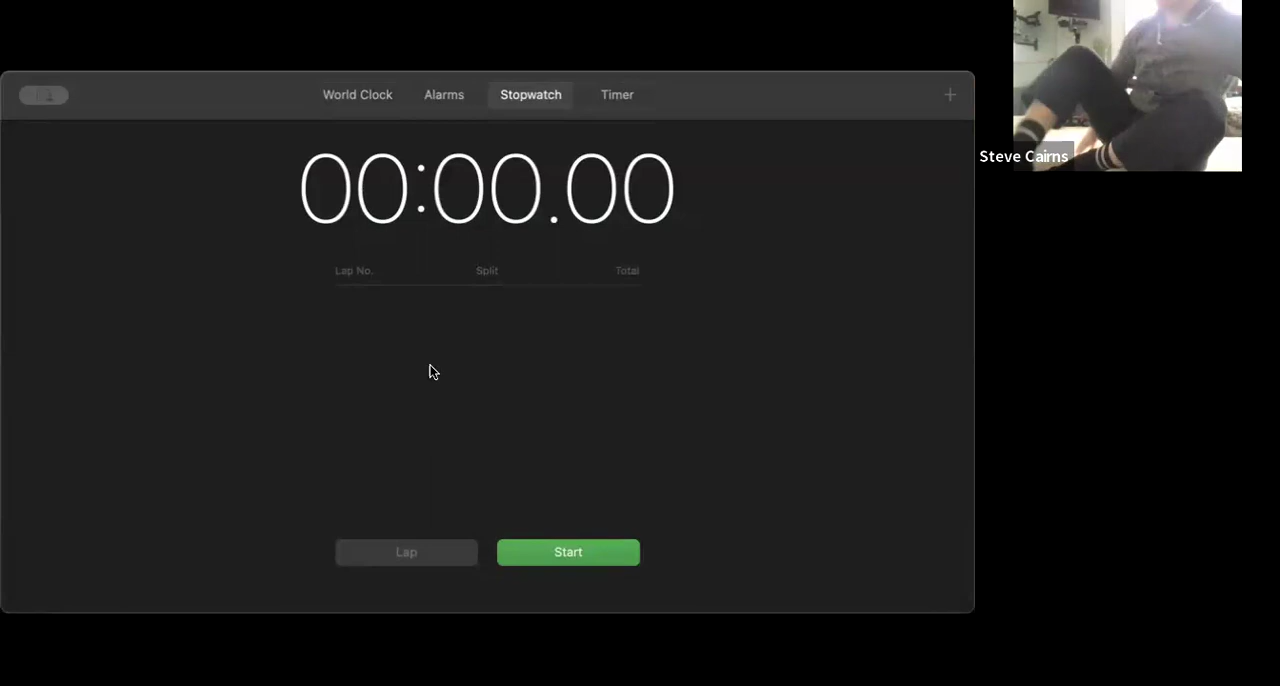 World Clock Alarms Stopwatch Timer +
00:00.00
Lap No. Split Total
Lap Start
Steve Cairns